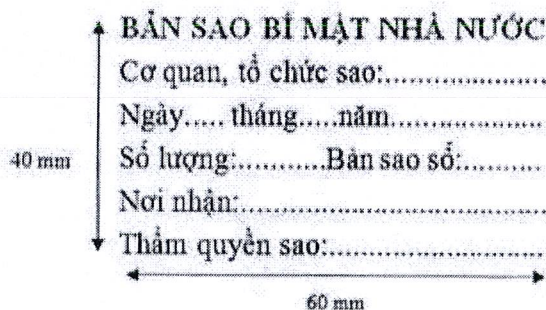 BẢN SAO BÍ MẬT NHÀ NƯỚC
Cơ quan, tổ chức sao:......................
Ngày..... tháng.....năm....................
40 mm
Số lượng:...........Bản sao số:..........
Nơi nhận:.......................................
Thẩm quyền sao:...........................
60 mm